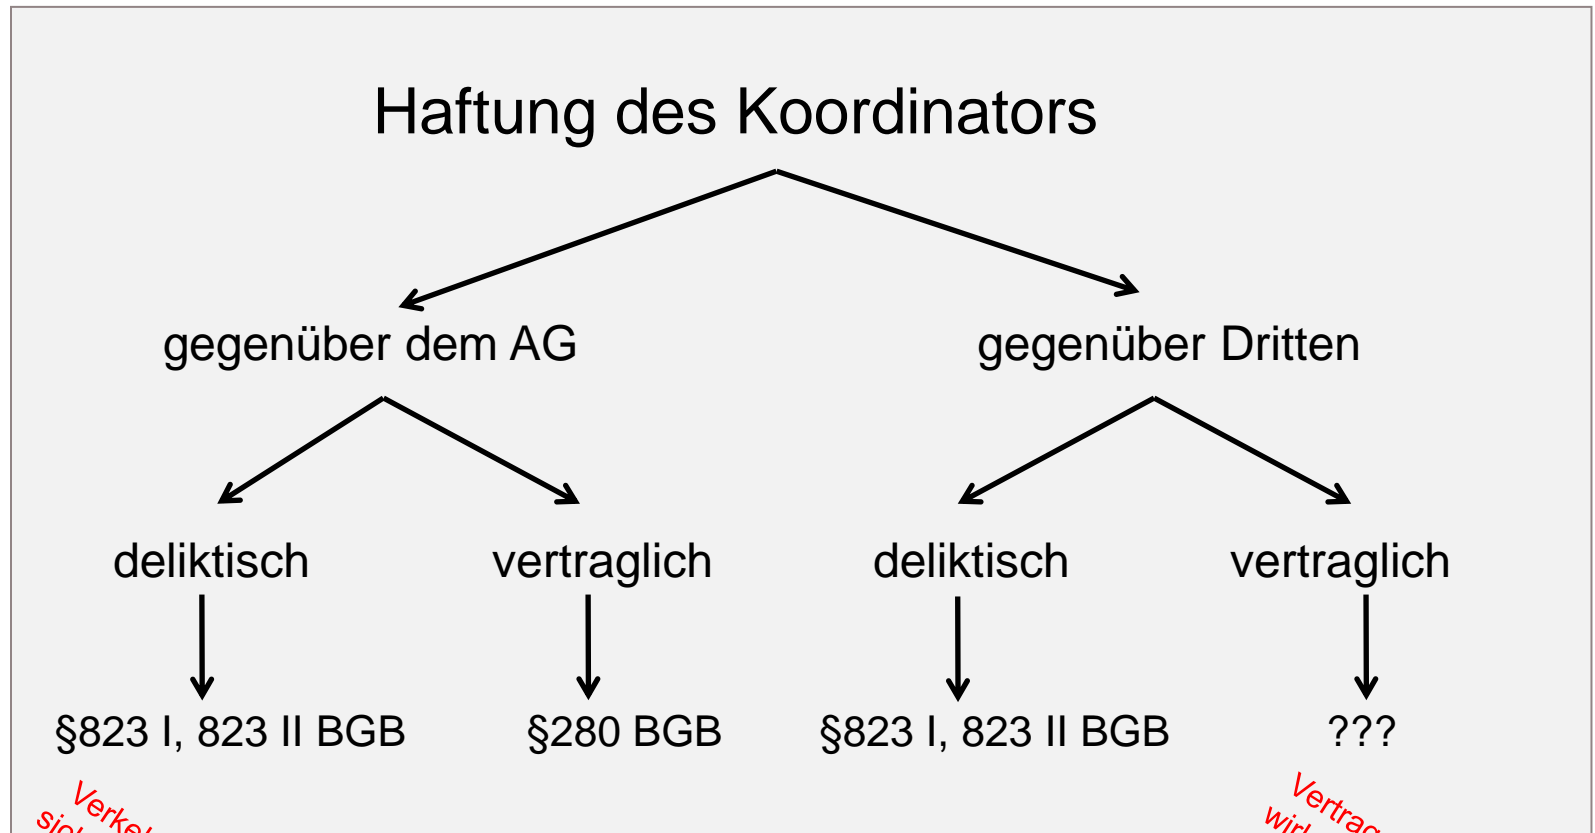 Haftung des Koordinators
gegenüber dem AG
gegenüber Dritten
deliktisch
vertraglich
deliktisch
vertraglich
§823 I, 823 II BGB
§280 BGB
§823 I, 823 II BGB
???